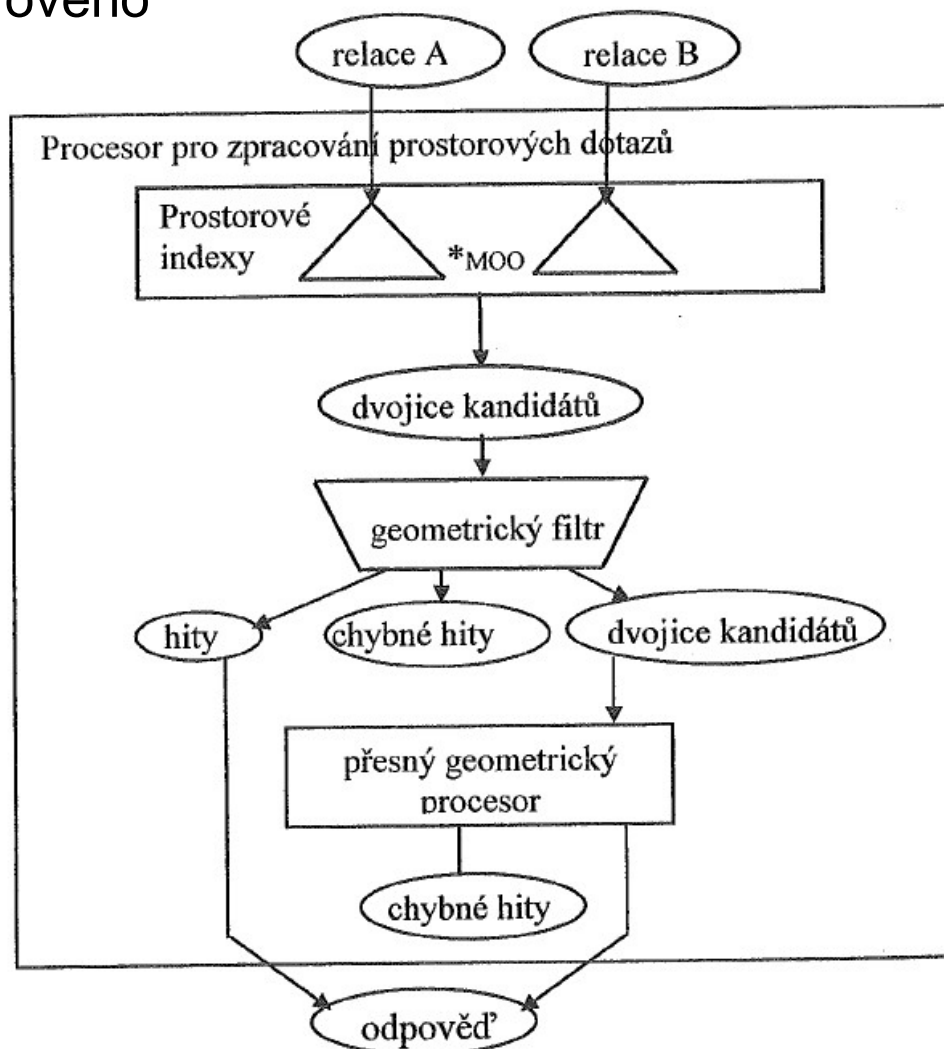 ového
relace A
relace B
Procesor pro zpracování prostorových dotazů
Prostorové
indexy
*MOO
dvojice kandidátů
geometrický filtr
hity
chybné hity
dvojice kandidátů
přesný geometrický
procesor
chybné hity
odpověď